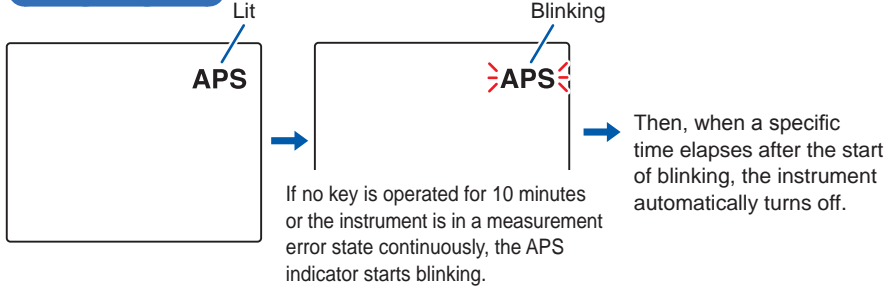 Lit
Blinking
APS
APS
If no key is operated for 10 minutes
or the instrument is in a measurement
error state continuously, the APS
indicator starts blinking.
Then, when a specific
time elapses after the start
of blinking, the instrument
automatically turns off.